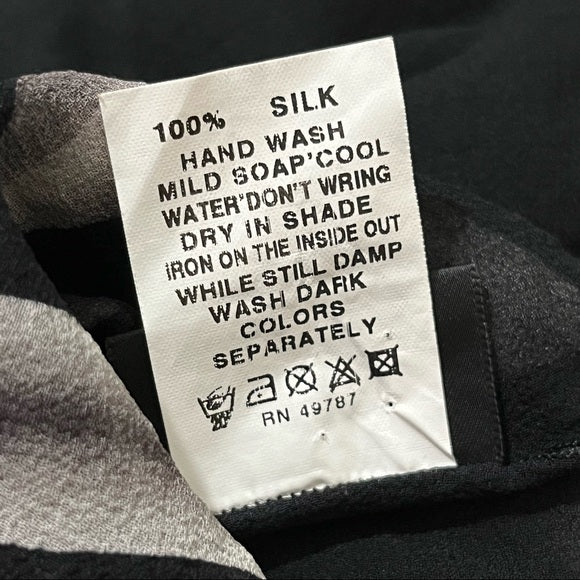 100% SILK
HAND WASH
MILD SOAP'COOL
WATER'DON'T WRING
DRY IN SHADE
IRON ON THE INSIDE OUT
WHILE STILL DAMP
WASH DARK
COLORS
SEPARATELY
RN 49787